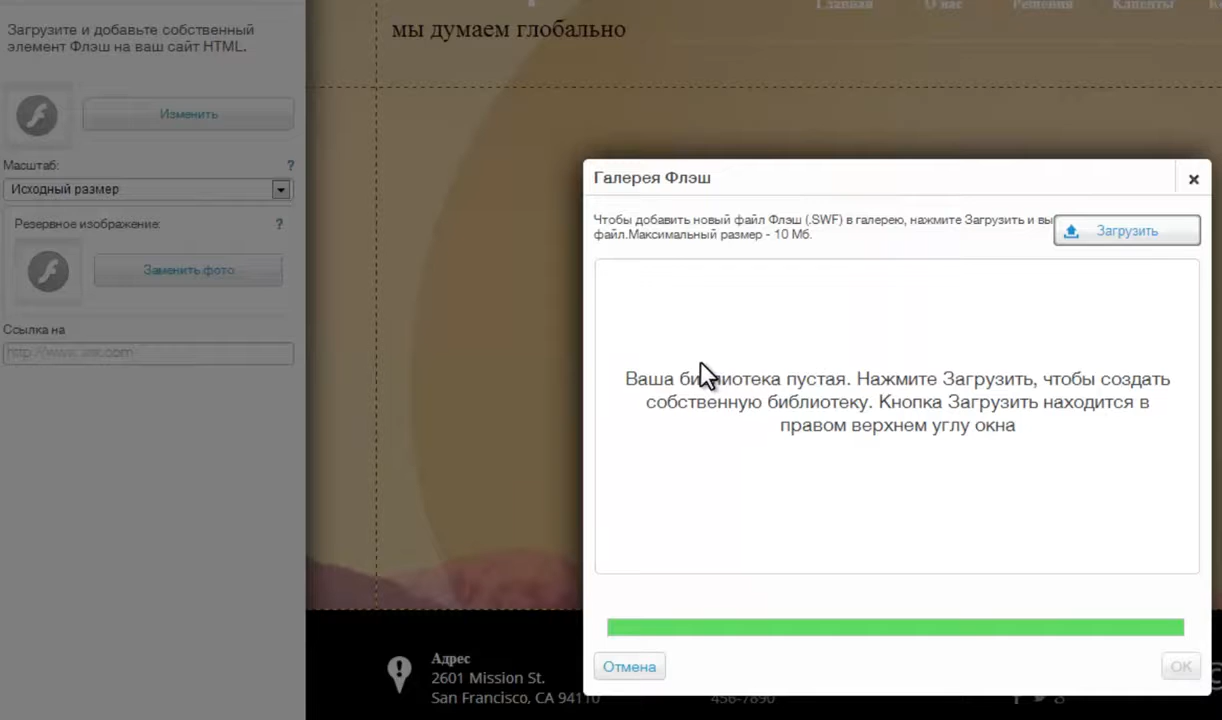 Главная О нас Решения Клиенты
Загрузите и добавьте собственный
элемент Флэш на ваш сайт HTML.
мы думаем глобально
Изменить
Масштаб: ?
Исходный размер
Резервное изображение: ?
Заменить фото
Ссылка на
Галерея Флэш
Чтобы добавить новый файл Флэш (.SWF) в галерею, нажмите Загрузить и вы
файл.Максимальный размер - 10 Мб.
Загрузить
Ваша библиотека пустая. Нажмите Загрузить, чтобы создать
собственную библиотеку. Кнопка Загрузить находится в
правом верхнем углу окна
Отмена
OK
Адрес
2601 Mission St.
San Francisco, CA 94110
456-7890